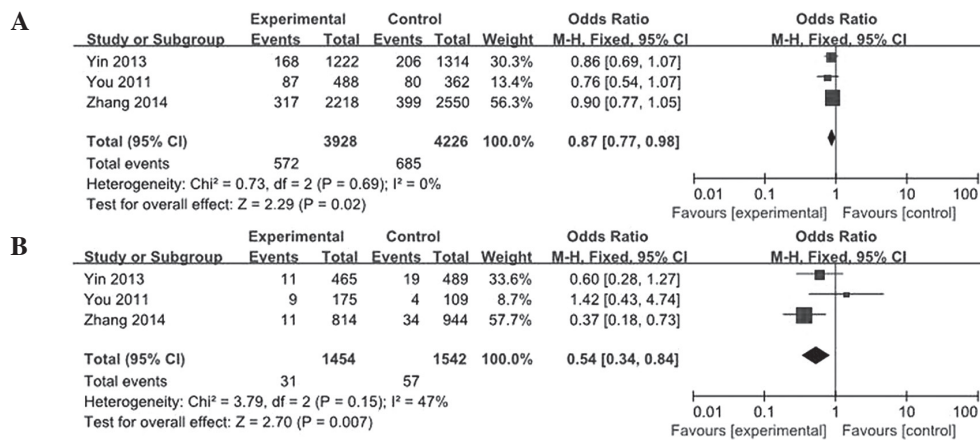 A
Experimental Control Odds Ratio Odds Ratio
Study or Subgroup Events Total Events Total Weight M-H, Fixed, 95% CI M-H, Fixed, 95% CI
Yin 2013 168 1222 206 1314 30.3% 0.86 [0.69, 1.07]
You 2011 87 488 80 362 13.4% 0.76 [0.54, 1.07]
Zhang 2014 317 2218 399 2550 56.3% 0.90 [0.77, 1.05]
Total (95% CI) 3928 4226 100.0% 0.87 [0.77, 0.98]
Total events 572 685
Heterogeneity: Chi² = 0.73, df = 2 (P = 0.69); I² = 0%
Test for overall effect: Z = 2.29 (P = 0.02)
0.01 0.1 1 10 100
Favours [experimental] Favours [control]
B
Experimental Control Odds Ratio Odds Ratio
Study or Subgroup Events Total Events Total Weight M-H, Fixed, 95% CI M-H, Fixed, 95% CI
Yin 2013 11 465 19 489 33.6% 0.60 [0.28, 1.27]
You 2011 9 175 4 109 8.7% 1.42 [0.43, 4.74]
Zhang 2014 11 814 34 944 57.7% 0.37 [0.18, 0.73]
Total (95% CI) 1454 1542 100.0% 0.54 [0.34, 0.84]
Total events 31 57
Heterogeneity: Chi² = 3.79, df = 2 (P = 0.15); I² = 47%
Test for overall effect: Z = 2.70 (P = 0.007)
0.01 0.1 1 10 100
Favours [experimental] Favours [control]